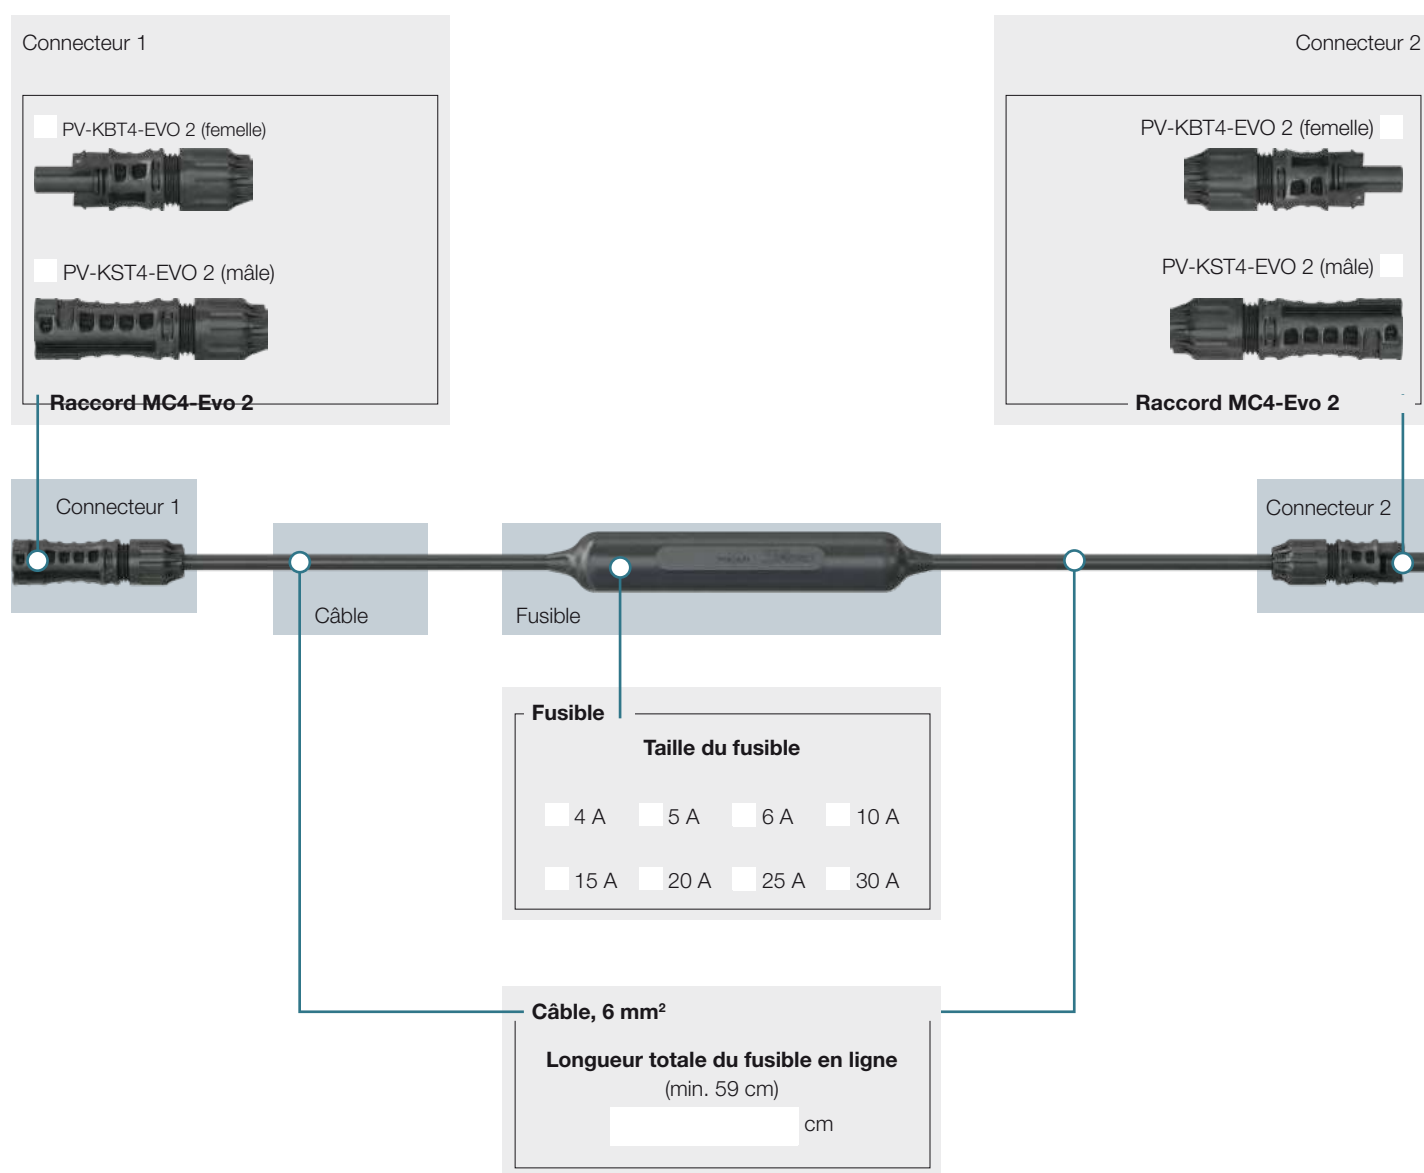 Connecteur 1
Connecteur 2
PV-KBT4-EVO 2 (femelle)
PV-KST4-EVO 2 (mâle)
Raccord MC4-Evo 2
PV-KBT4-EVO 2 (femelle)
PV-KST4-EVO 2 (mâle)
Raccord MC4-Evo 2
Connecteur 1
Câble
Fusible
Connecteur 2
Fusible
Taille du fusible
4 A 5 A 6 A 10 A
15 A 20 A 25 A 30 A
Câble, 6 mm²
Longueur totale du fusible en ligne
(min. 59 cm)
cm